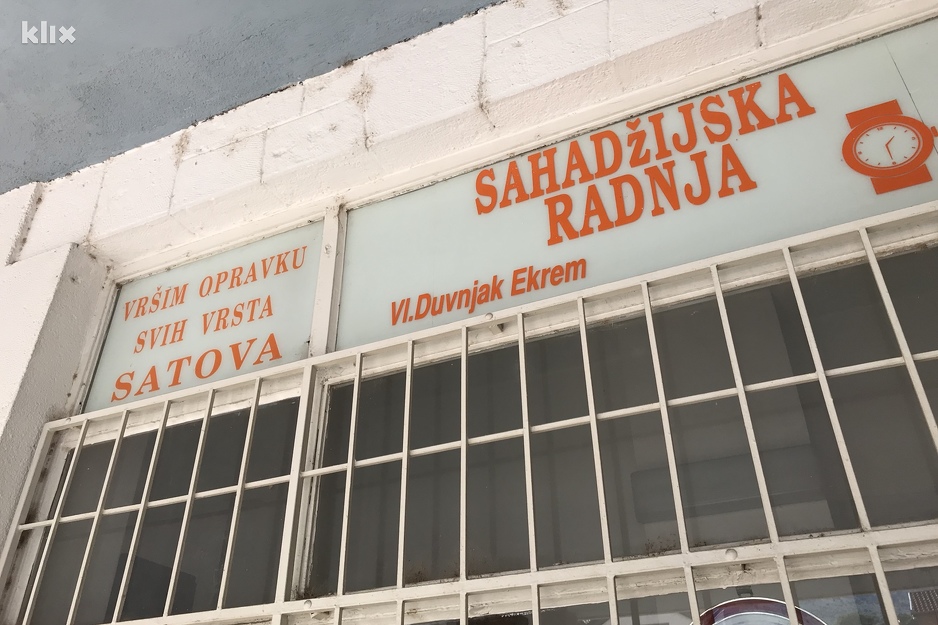 klix
SAHADžIJSKA
RADNJA
Vl.Duvnjak Ekrem
VRŠIM OPRAVKU
SVIH VRSTA
SATOVA